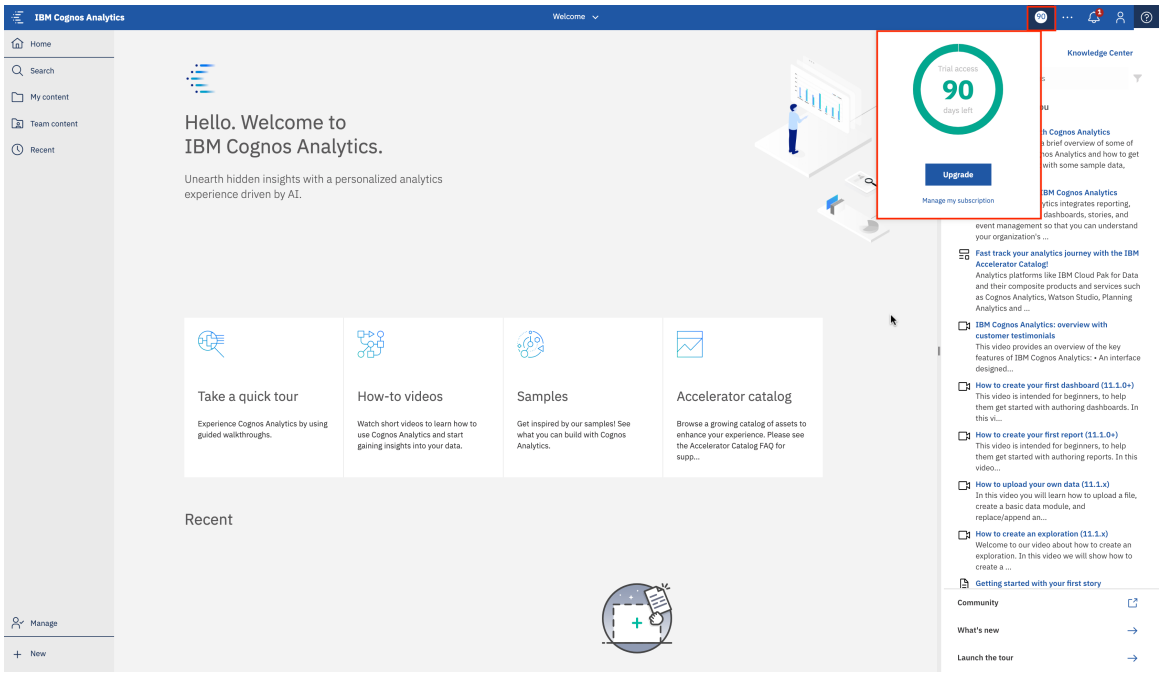 IBM Cognos Analytics
Welcome
90
1
Home
Search
My content
Team content
Recent
Manage
New
Hello. Welcome to
IBM Cognos Analytics.
Unearth hidden insights with a personalized analytics
experience driven by AI.
Take a quick tour
Experience Cognos Analytics by using
guided walkthroughs.
How-to videos
Watch short videos to learn how to
use Cognos Analytics and start
gaining insights into your data.
Samples
Get inspired by our samples! See
what you can build with Cognos
Analytics.
Accelerator catalog
Browse a growing catalog of assets to
enhance your experience. Please see
the Accelerator Catalog FAQ for
supp...
Recent
Trial access
90
days left
Upgrade
Manage my subscription
Knowledge Center
Cognos Analytics
a brief overview of some of
Analytics and how to get
with some sample data,
IBM Cognos Analytics
integrates reporting,
dashboards, stories, and
event management so that you can understand
your organization's ...
Fast track your analytics journey with the IBM
Accelerator Catalog!
Analytics platforms like IBM Cloud Pak for Data
and their composite products and services such
as Cognos Analytics, Watson Studio, Planning
Analytics and ...
IBM Cognos Analytics: overview with
customer testimonials
This video provides an overview of the key
features of IBM Cognos Analytics: • An interface
designed...
How to create your first dashboard (11.1.0+)
This video is intended for beginners, to help
them get started with authoring dashboards. In
this vi...
How to create your first report (11.1.0+)
This video is intended for beginners, to help
them get started with authoring reports. In this
video...
How to upload your own data (11.1.x)
In this video you will learn how to upload a file,
create a basic data module, and
replace/append an...
How to create an exploration (11.1.x)
Welcome to our video about how to create an
exploration. In this video we will show how to
create a ...
Getting started with your first story
Community
What's new
Launch the tour